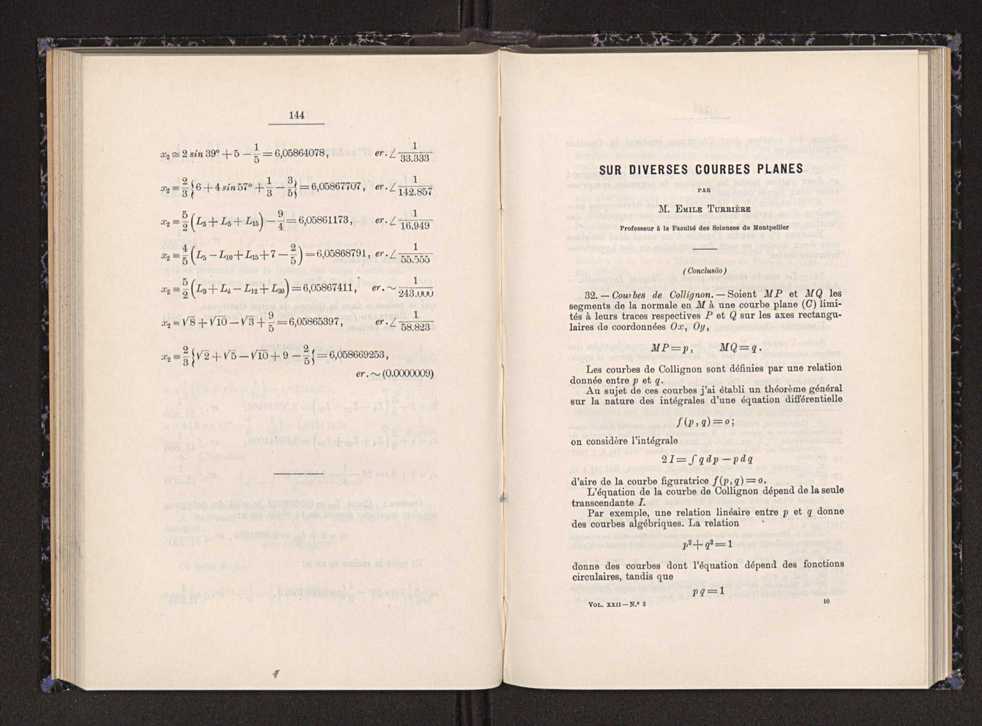 144
x₂ ≃ 2 sin 39° + 5 − 1/5 = 6,05864078, er. ∠ 1/33.333
x₂ = 2/3 {6 + 4 sin 57° + 1/3 − 3/5} = 6,05867707, er. ∠ 1/142.857
x₂ = 5/2 (L₃ + L₅ + L₁₅) − 9/4 = 6,05861173, er. ∠ 1/16.949
x₂ = 4/5 (L₅ − L₁₀ + L₁₅ + 7 − 2/5) = 6,05868791, er. ∠ 1/55.555
x₂ = 5/2 (L₉ + L₄ − L₁₂ + L₂₀) = 6,05867411, er. ∼ 1/243.000
x₂ = √8 + √10 − √3 + 9/5 = 6,05865397, er. ∠ 1/58.823
x₂ = 2/3 {√2 + √5 − √10 + 9 − 2/5} = 6,058669253,
er. ∼ (0.0000009)
SUR DIVERSES COURBES PLANES
PAR
M. Emile Turrière
Professeur à la Faculté des Sciences de Montpellier
(Conclusão)
32. — Courbes de Collignon. — Soient MP et MQ les
segments de la normale en M à une courbe plane (C) limi-
tés à leurs traces respectives P et Q sur les axes rectangu-
laires de coordonnées Ox, Oy,
MP = p, MQ = q.
Les courbes de Collignon sont définies par une relation
donnée entre p et q.
Au sujet de ces courbes j'ai établi un théorème général
sur la nature des intégrales d'une équation différentielle
f (p, q) = o;
on considère l'intégrale
2 I = ∫ q dp − p dq
d'aire de la courbe figuratrice f (p, q) = o.
L'équation de la courbe de Collignon dépend de la seule
transcendante I.
Par exemple, une relation linéaire entre p et q donne
des courbes algébriques. La relation
p² + q² = 1
donne des courbes dont l'équation dépend des fonctions
circulaires, tandis que
p q = 1
Vol. XXII — N.º 3 10